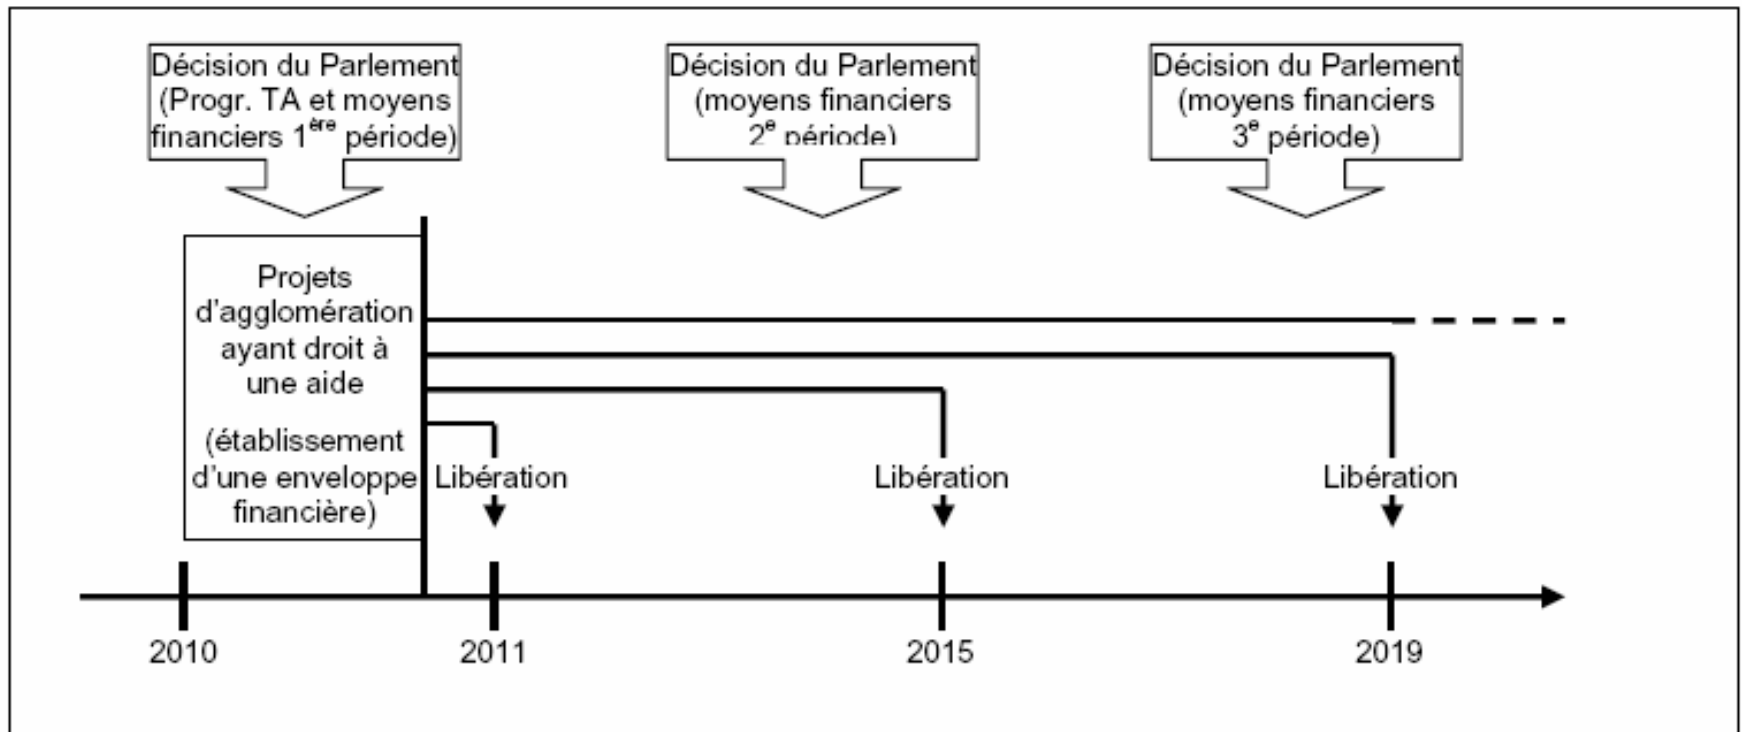 Décision du Parlement
(Progr. TA et moyens
financiers 1ère période)
Décision du Parlement
(moyens financiers
2e période)
Décision du Parlement
(moyens financiers
3e période)
Projets
d'agglomération
ayant droit à
une aide
(établissement
d'une enveloppe
financière)
Libération
Libération
Libération
2010
2011
2015
2019